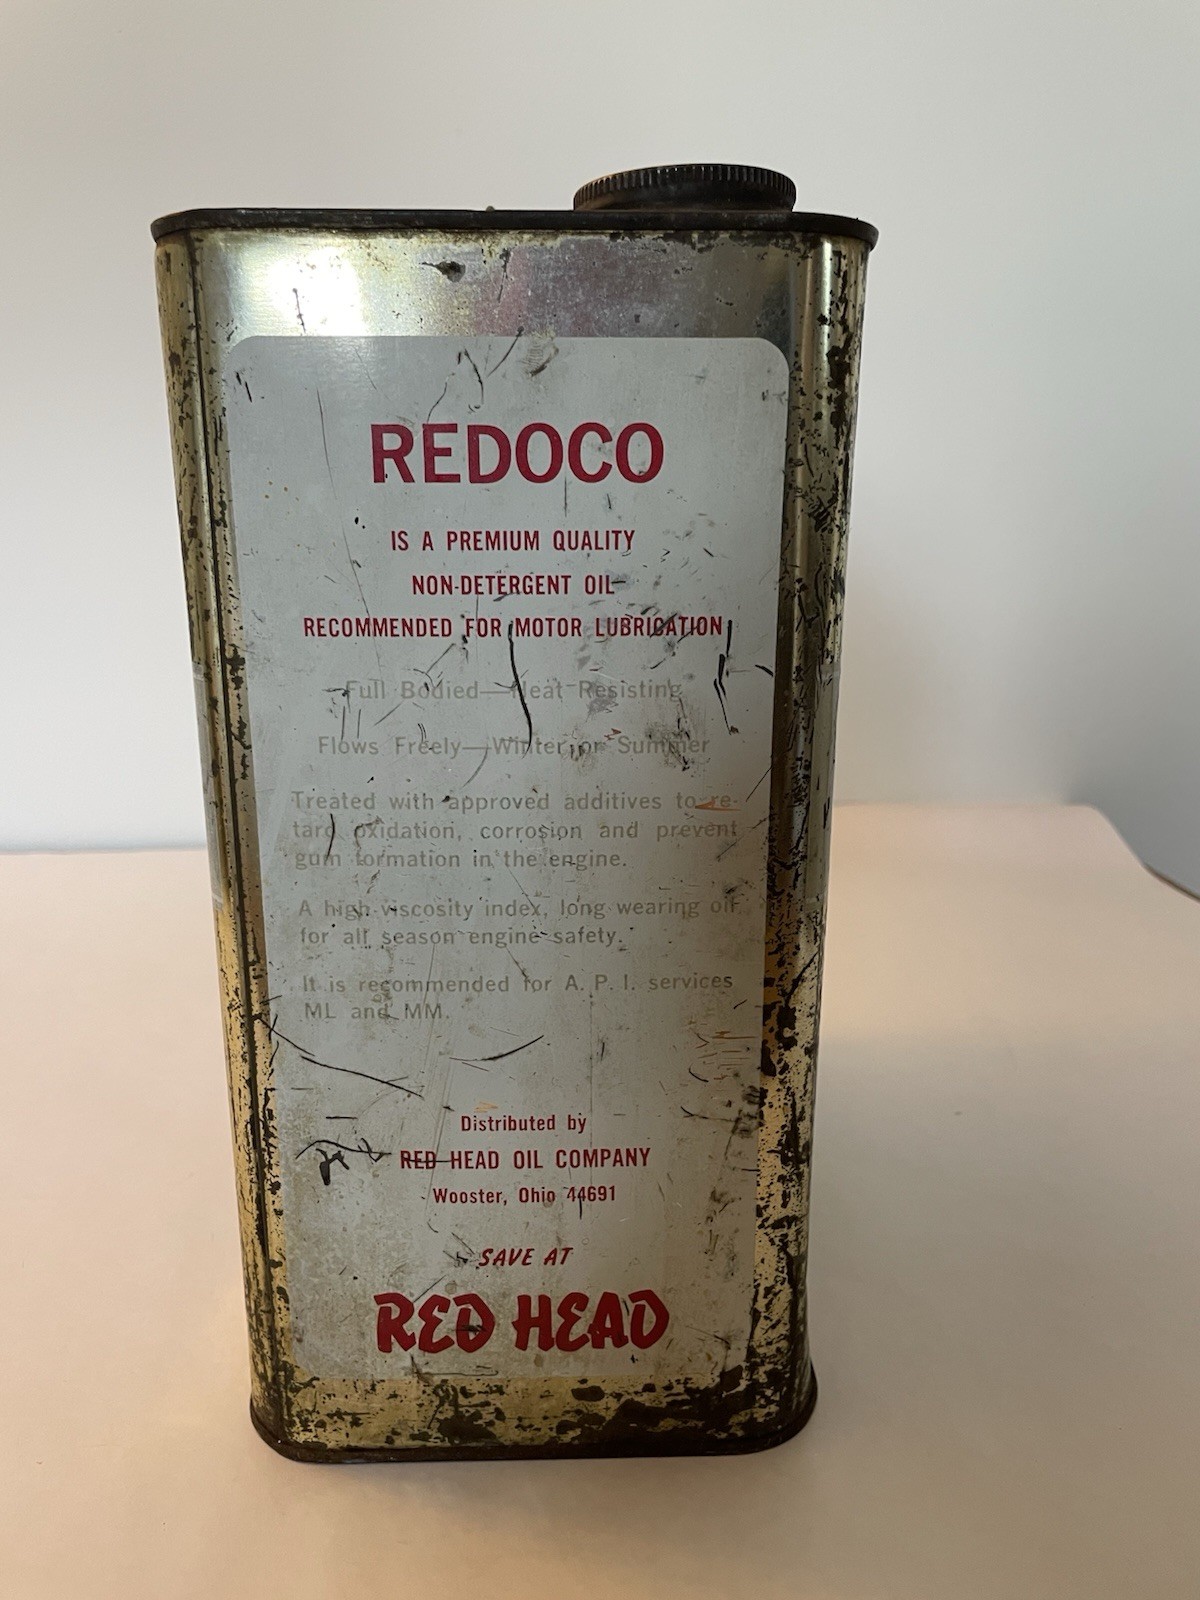 REDOCO
IS A PREMIUM QUALITY
NON-DETERGENT OIL
RECOMMENDED FOR MOTOR LUBRICATION
Full Bodied—Heat Resisting
Flows Freely—Winter or Summer
Treated with approved additives to re-
tard oxidation, corrosion and prevent
gum formation in the engine.
A high viscosity index, long wearing oil
for all season engine safety.
It is recommended for A. P. I. services
ML and MM.
Distributed by
RED HEAD OIL COMPANY
Wooster, Ohio 44691
SAVE AT
RED HEAD